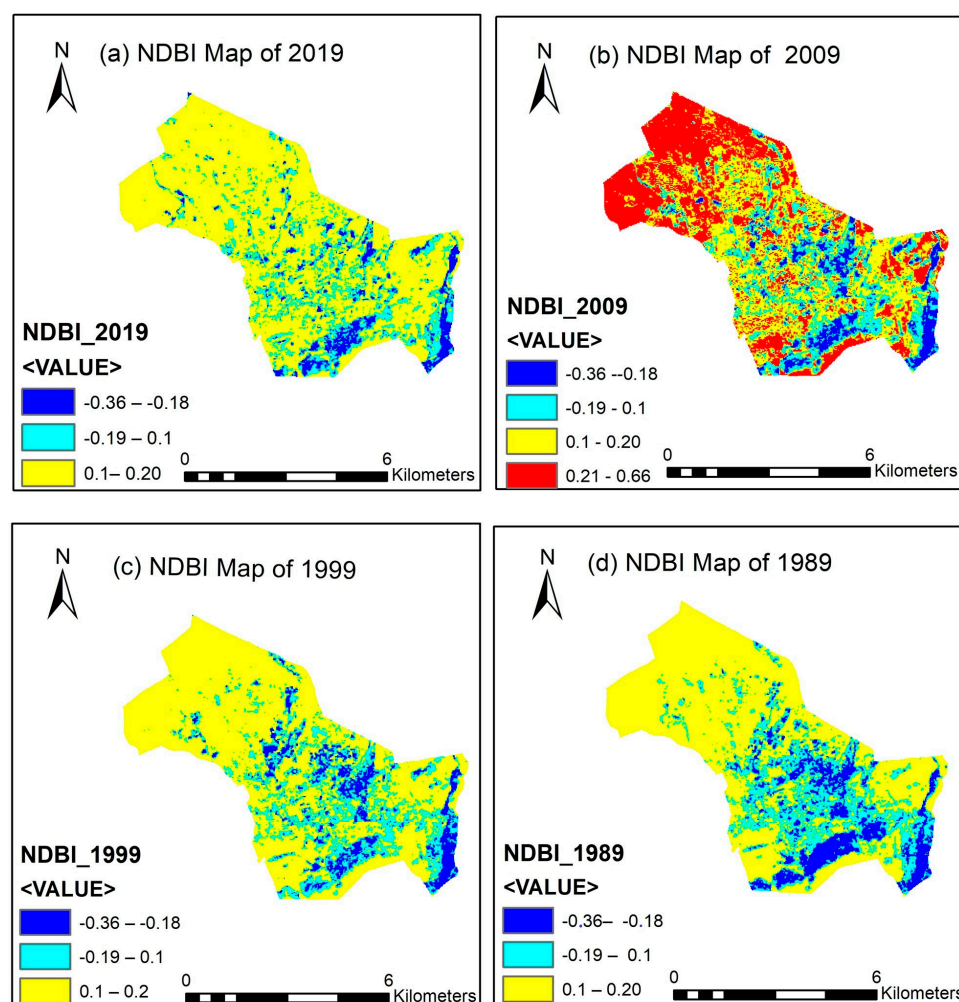 N
(a) NDBI Map of 2019
NDBI_2019
<VALUE>
-0.36 – -0.18
-0.19 – 0.1
0.1– 0.20
0 6
Kilometers
N
(b) NDBI Map of 2009
NDBI_2009
<VALUE>
-0.36 --0.18
-0.19 - 0.1
0.1 - 0.20
0.21 - 0.66
0 6
Kilometers
N
(c) NDBI Map of 1999
NDBI_1999
<VALUE>
-0.36 – -0.18
-0.19 – 0.1
0.1 – 0.2
0 6
Kilometers
N
(d) NDBI Map of 1989
NDBI_1989
<VALUE>
-0.36– -0.18
-0.19 – 0.1
0.1 – 0.20
0 6
Kilometers